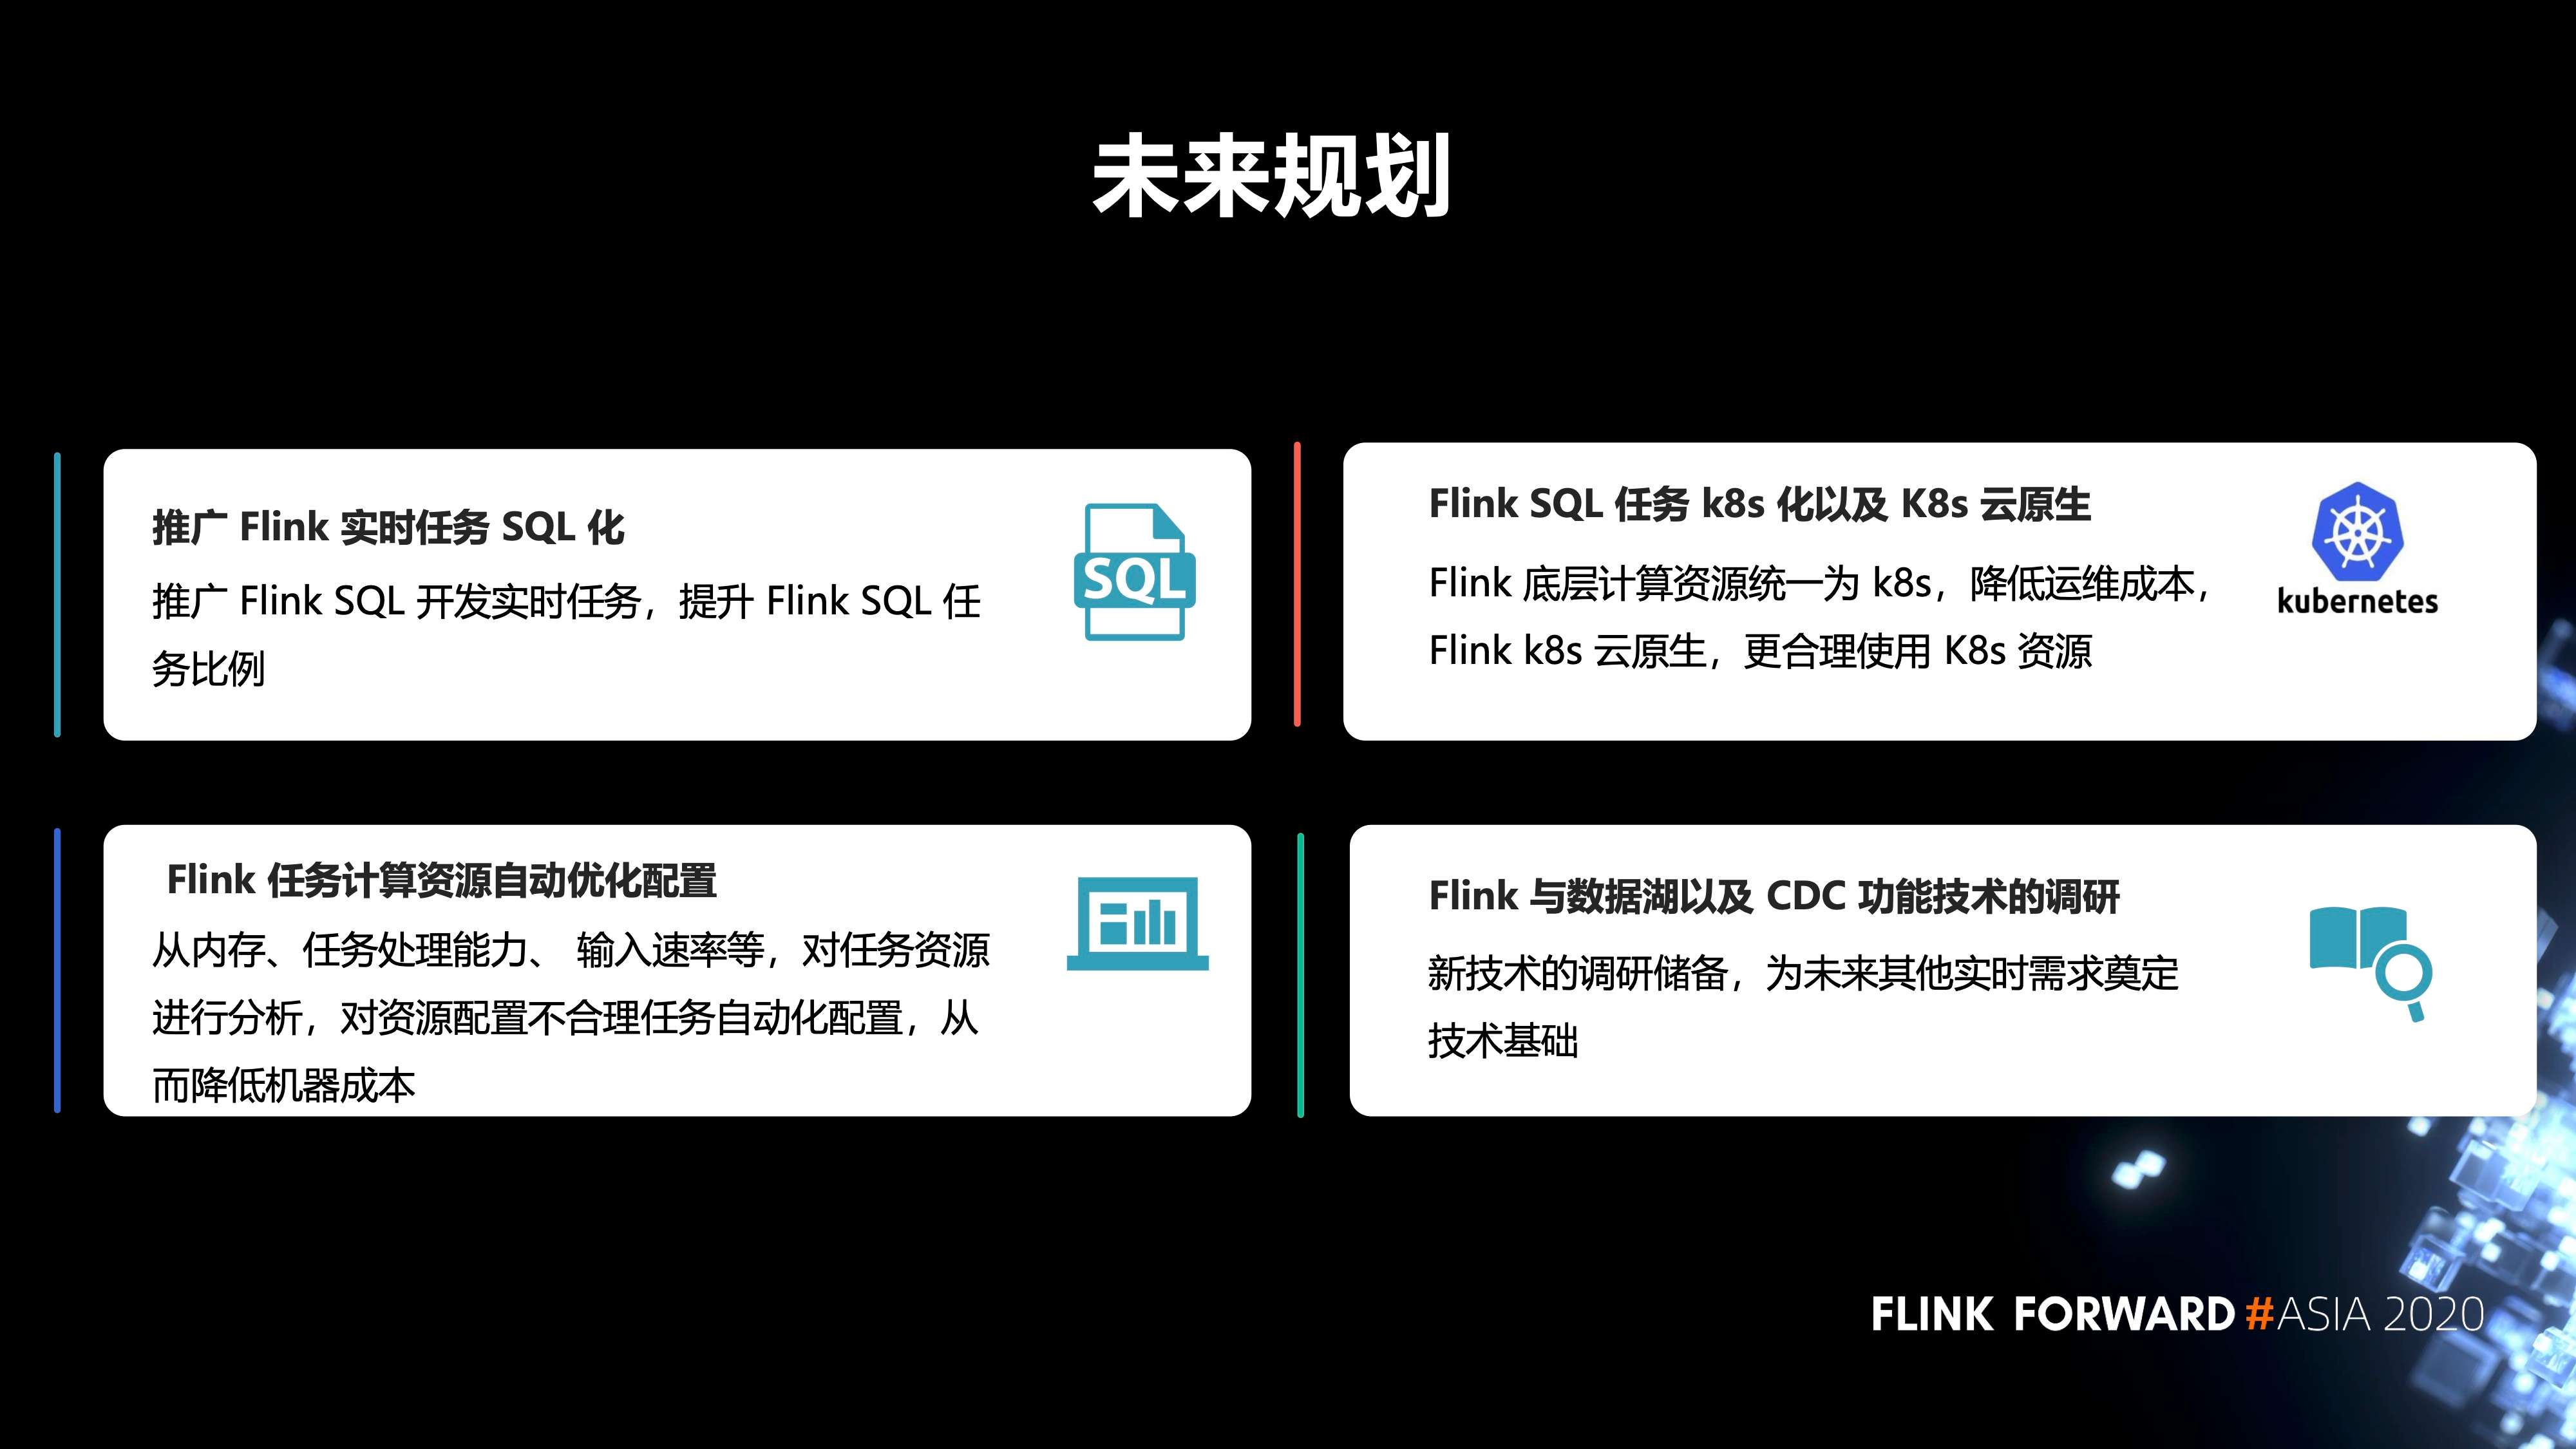 未来规划
推广 Flink 实时任务 SQL 化
推广 Flink SQL 开发实时任务，提升 Flink SQL 任
务比例
SQL
Flink SQL 任务 k8s 化以及 K8s 云原生
Flink 底层计算资源统一为 k8s，降低运维成本，
Flink k8s 云原生，更合理使用 K8s 资源
kubernetes
Flink 任务计算资源自动优化配置
从内存、任务处理能力、 输入速率等，对任务资源
进行分析，对资源配置不合理任务自动化配置，从
而降低机器成本
Flink 与数据湖以及 CDC 功能技术的调研
新技术的调研储备，为未来其他实时需求奠定
技术基础
FLINK FORWARD #ASIA 2020